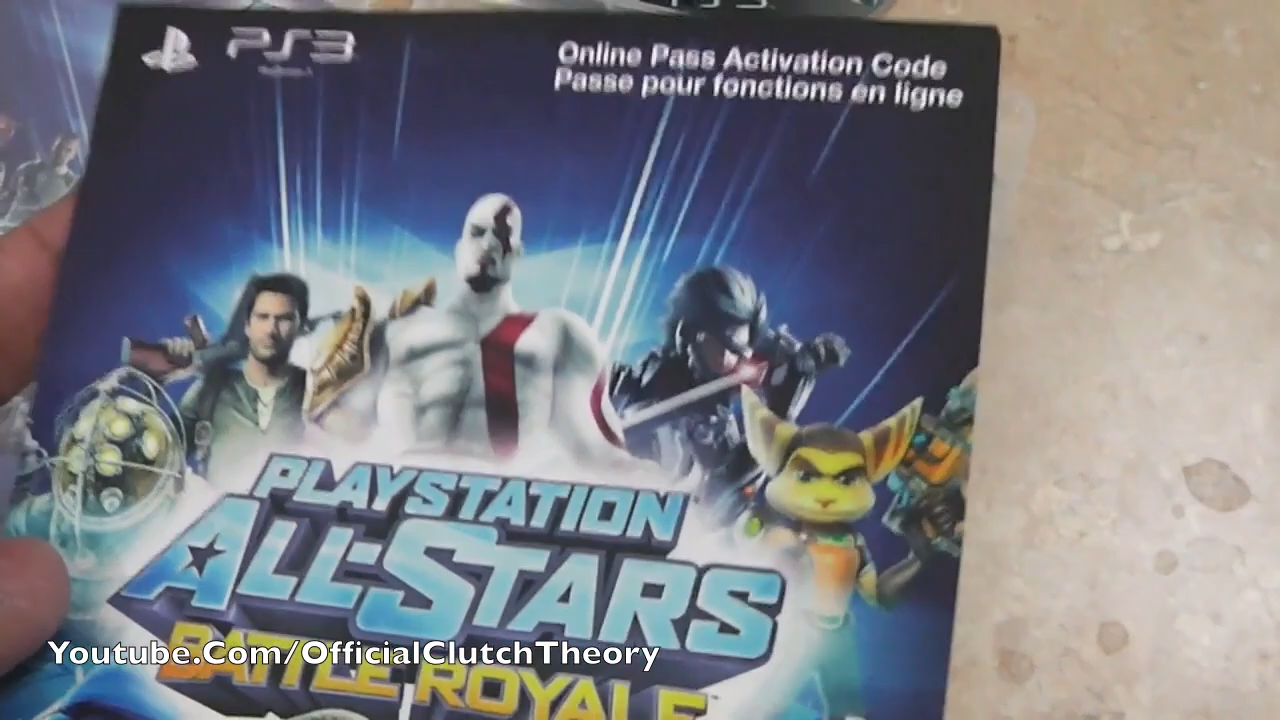 PS3
Online Pass Activation Code
Passe pour fonctions en ligne
PLAYSTATION
ALL-STARS
BATTLE ROYALE
Youtube.Com/OfficialClutchTheory